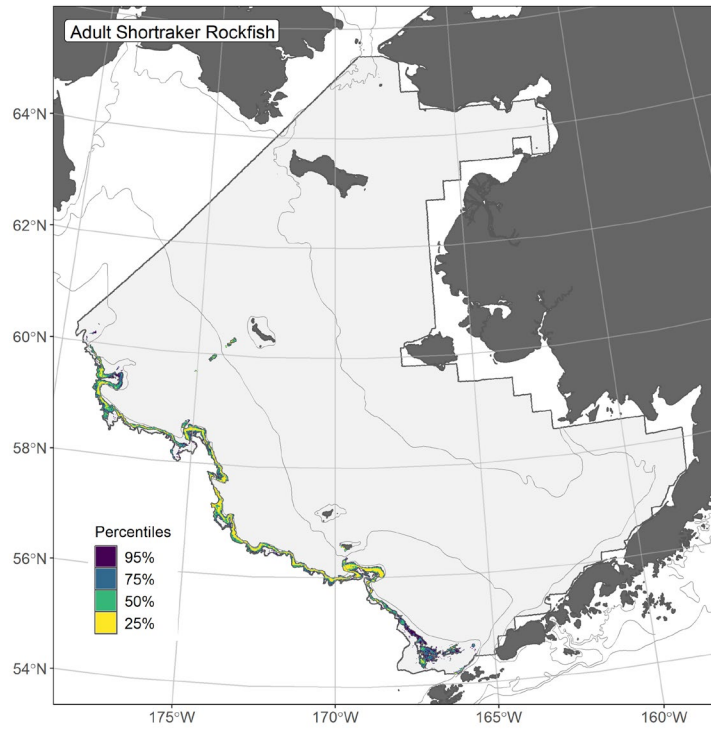 Adult Shortraker Rockfish
64°N
62°N
60°N
58°N
56°N
54°N
Percentiles
95%
75%
50%
25%
175°W
170°W
165°W
160°W